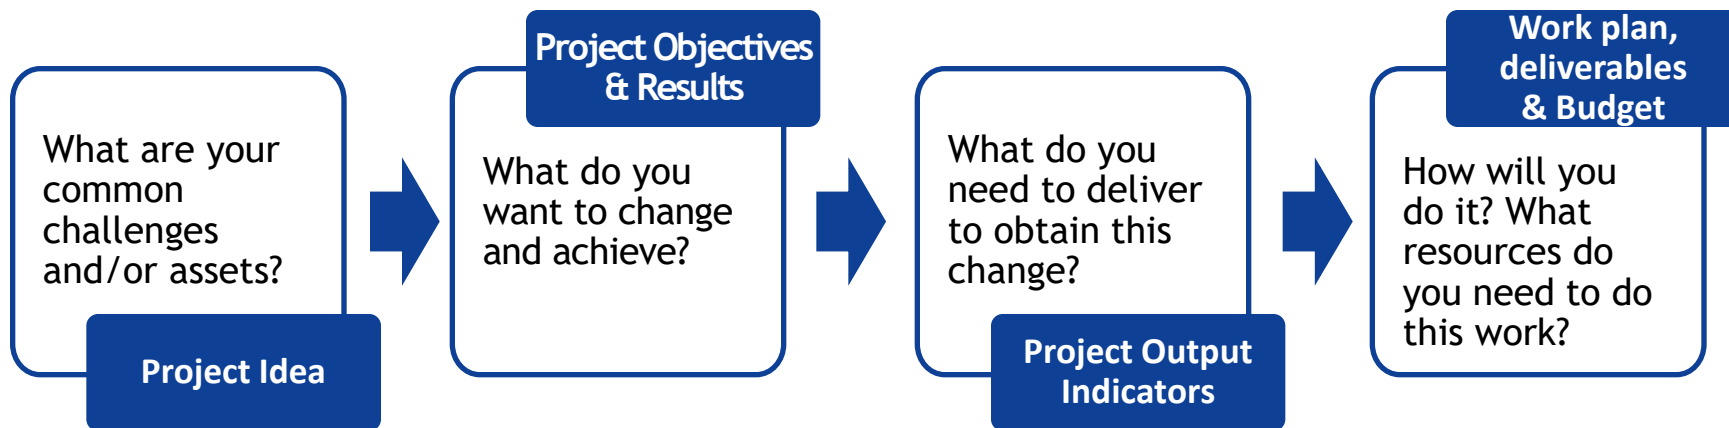 What are your
common
challenges
and/or assets?
Project Idea
Project Objectives
& Results
What do you
want to change
and achieve?
What do you
need to deliver
to obtain this
change?
Project Output
Indicators
Work plan,
deliverables
& Budget
How will you
do it? What
resources do
you need to do
this work?